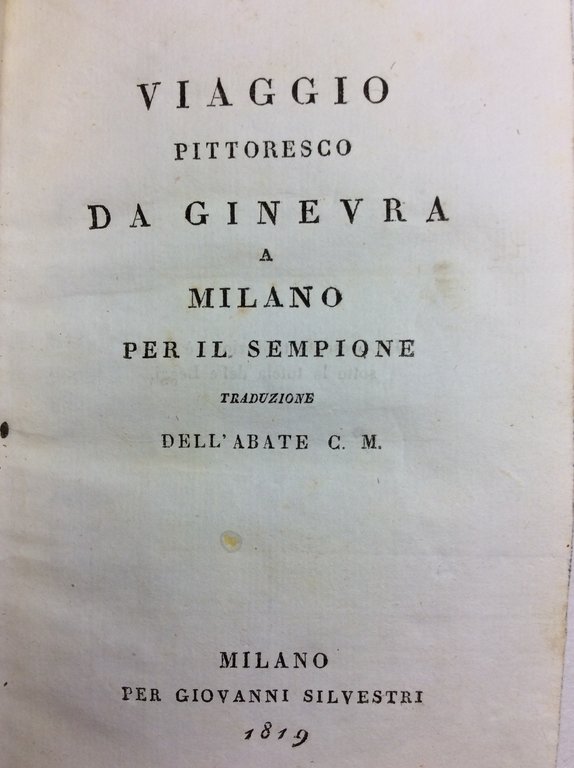 VIAGGIO
PITTORESCO
DA GINEVRA
A
MILANO
PER IL SEMPIONE
TRADUZIONE
DELL'ABATE C. M.
MILANO
PER GIOVANNI SILVESTRI
1819